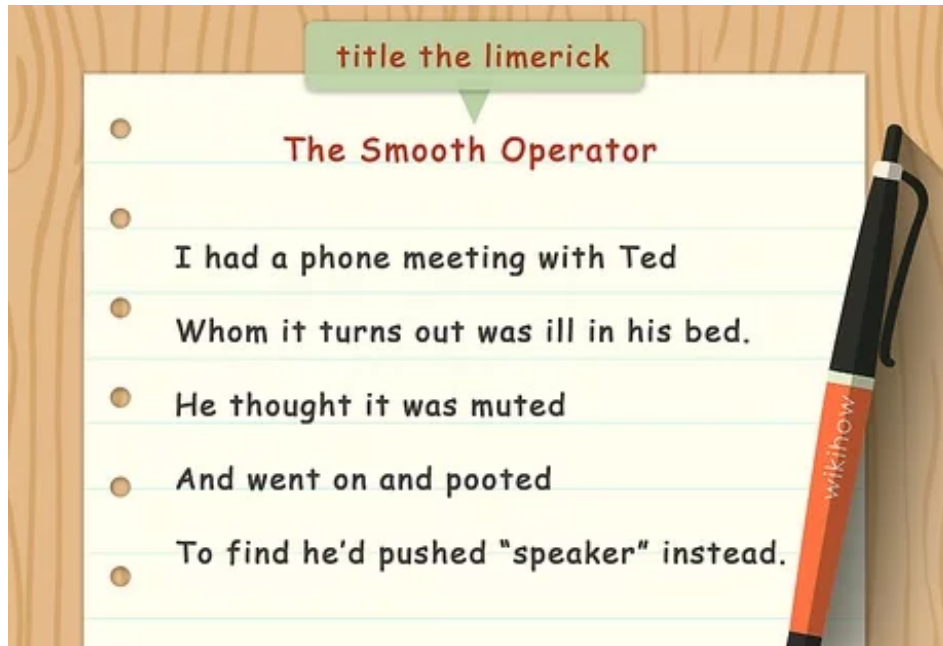 title the limerick
The Smooth Operator
I had a phone meeting with Ted
Whom it turns out was ill in his bed.
He thought it was muted
And went on and pooted
To find he’d pushed “speaker” instead.
wikihow